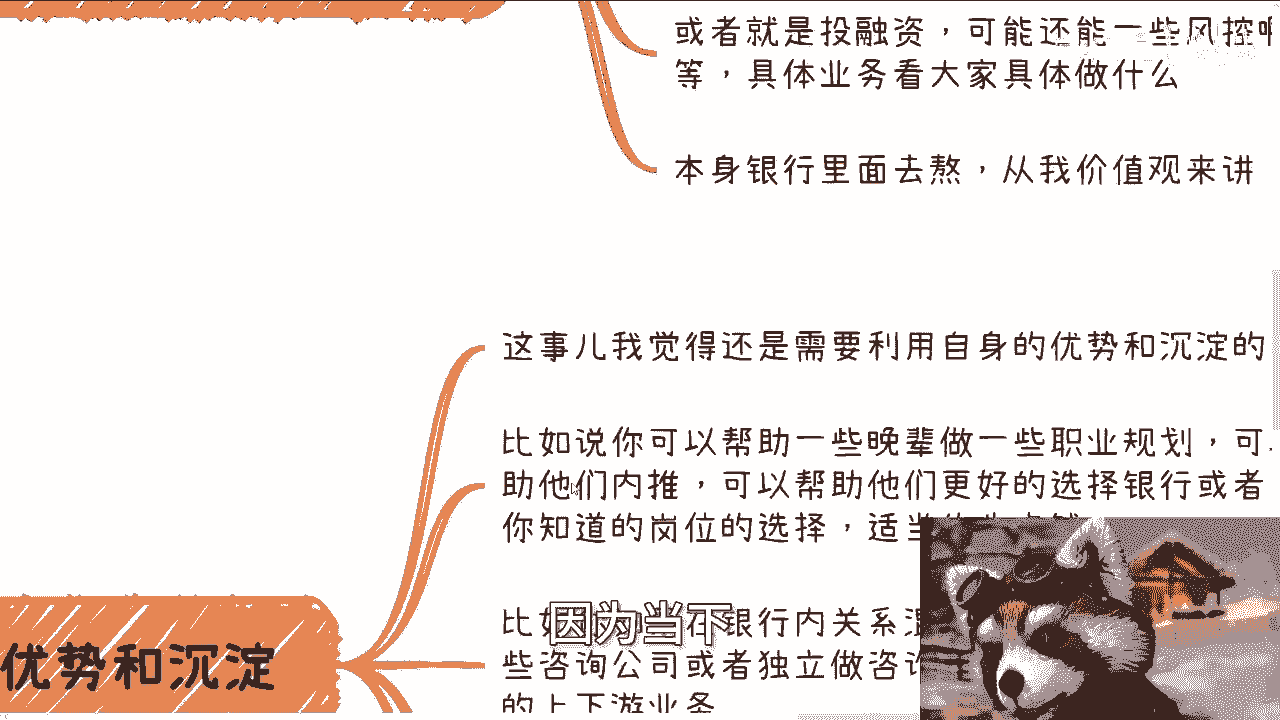 或者就是投融资，可能还能一些风控
等，具体业务看大家具体做什么
本身银行里面去熬，从我价值观来讲
这事儿我觉得还是需要利用自身的优势和沉淀的
比如说你可以帮助一些晚辈做一些职业规划，可
助他们内推，可以帮助他们更好的选择银行或者
你知道的岗位的选择，适当
优势和沉淀
比
因为当下
银行内关系
些咨询公司或者独立做咨
的上下游业务